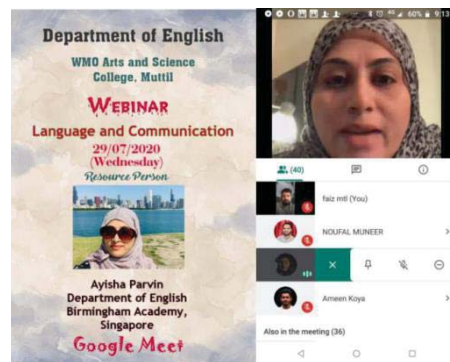 Department of English
WMO Arts and Science
College, Muttil
WEBINAR
Language and Communication
29/07/2020
(Wednesday)
Resource Person
Ayisha Parvin
Department of English
Birmingham Academy,
Singapore
Google Meet
60% 9:13
(40)
faiz mtl (You)
NOUFAL MUNEER
Ameen Koya
Also in the meeting (36)